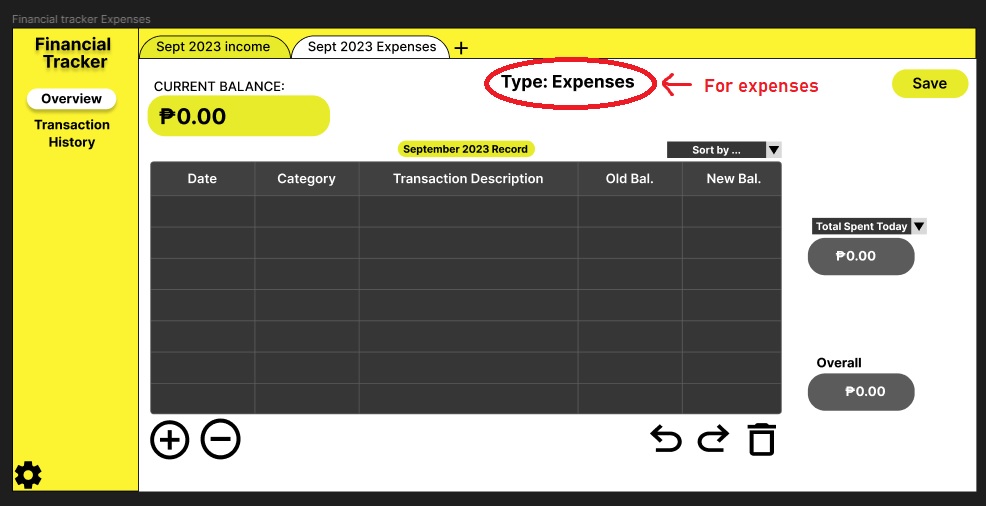 Financial tracker Expenses
Financial
Tracker
Overview
Transaction
History
Sept 2023 income
Sept 2023 Expenses
+
CURRENT BALANCE:
₱0.00
Type: Expenses
For expenses
Save
September 2023 Record
Sort by ...
Date
Category
Transaction Description
Old Bal.
New Bal.
Total Spent Today
₱0.00
Overall
₱0.00